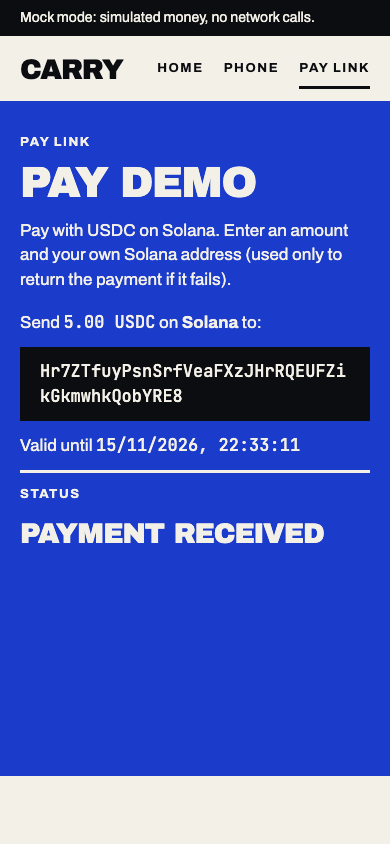 Mock mode: simulated money, no network calls.
CARRY
HOME
PHONE
PAY LINK
PAY LINK
PAY DEMO
Pay with USDC on Solana. Enter an amount
and your own Solana address (used only to
return the payment if it fails).
Send 5.00 USDC on Solana to:
Hr7ZTfuyPsnSrfVeaFXzJHrRQEUFZi
kGkmwhkQobYRE8
Valid until 15/11/2026, 22:33:11
STATUS
PAYMENT RECEIVED